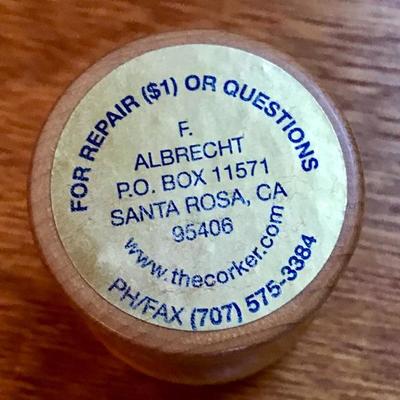 FOR REPAIR ($1) OR QUESTIONS
F.
ALBRECHT
P.O. BOX 11571
SANTA ROSA, CA
95406
www.thecorker.com
PH/FAX (707) 575-3384